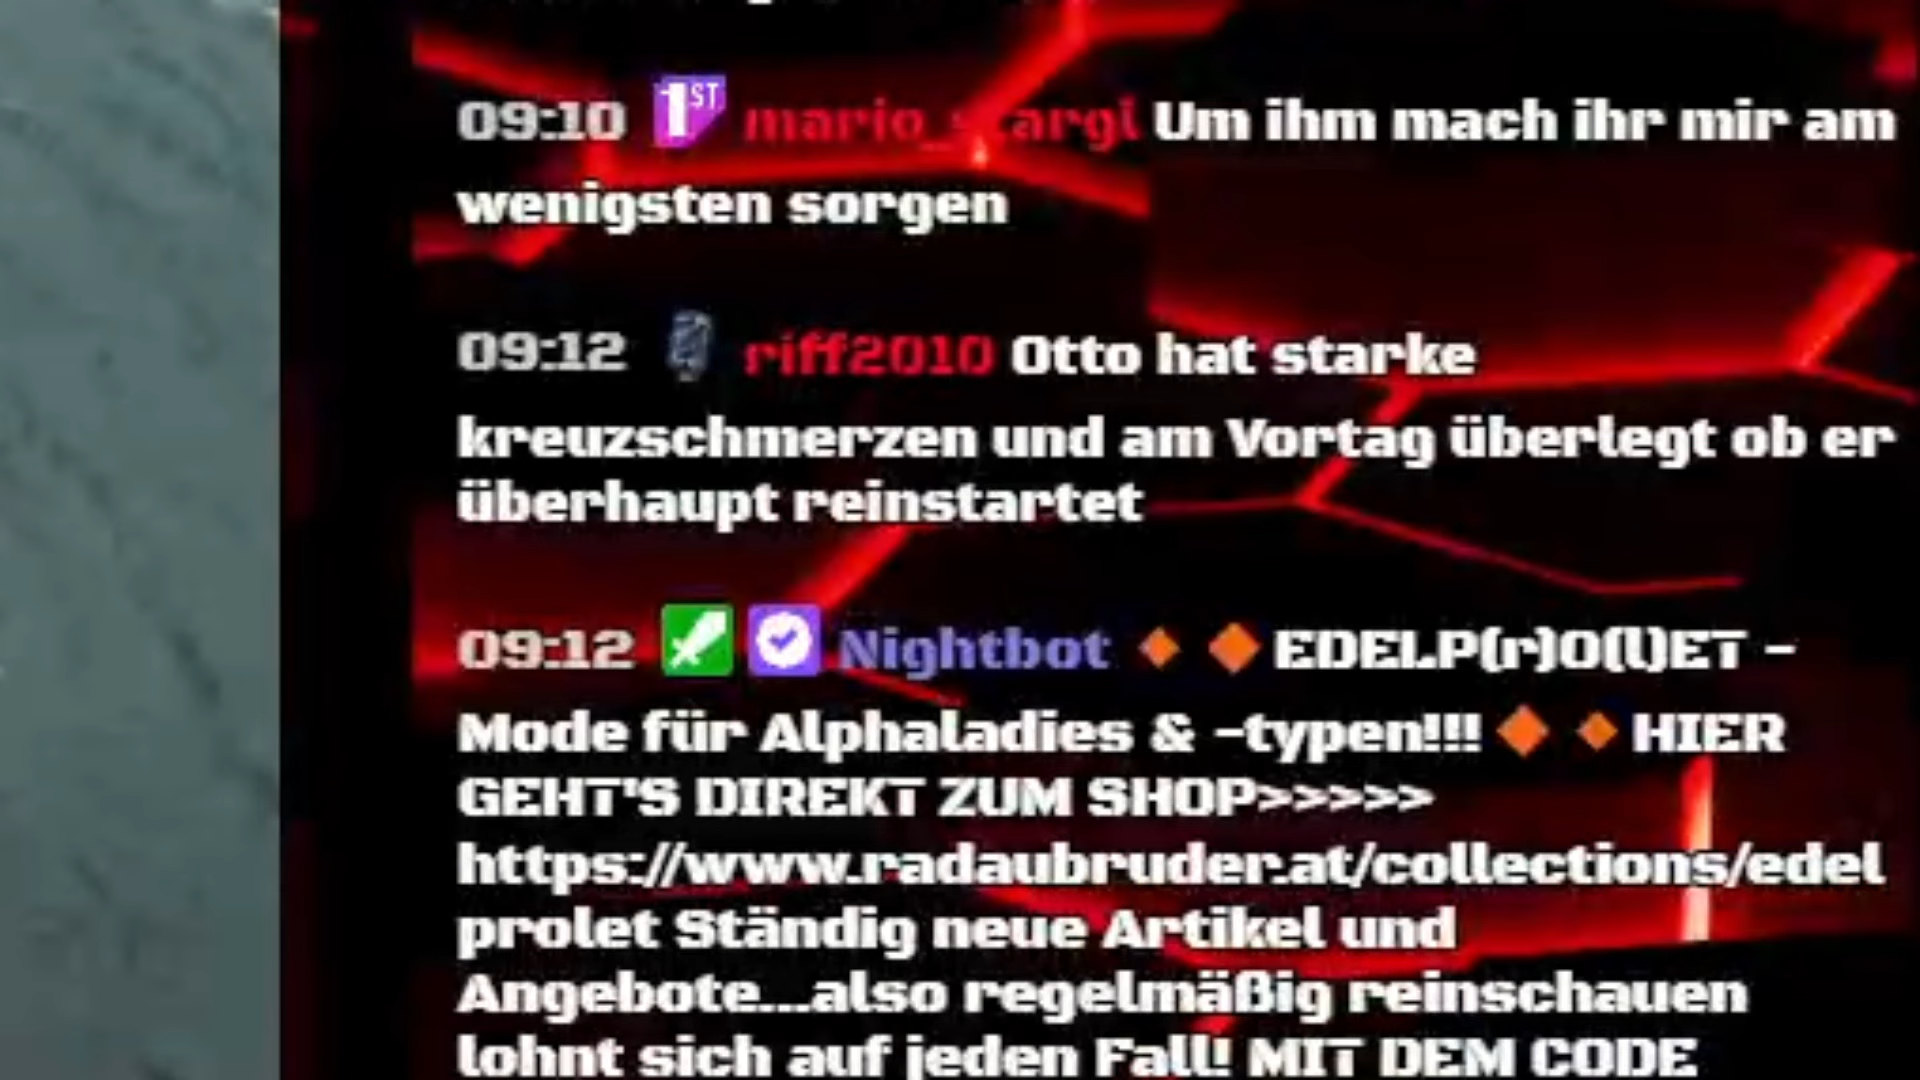 09:10 1ST Um ihm mach ihr mir am
wenigsten sorgen
09:12 riff2010 Otto hat starke
kreuzschmerzen und am Vortag überlegt ob er
überhaupt reinstartet
09:12 Nightbot 🔸🔶EDELP(r)O(l)ET -
Mode für Alphaladies & -typen!!!🔶🔸HIER
GEHT'S DIREKT ZUM SHOP>>>>>
https://www.radaubruder.at/collections/edel
prolet Ständig neue Artikel und
Angebote...also regelmäßig reinschauen
lohnt sich auf jeden Fall! MIT DEM CODE